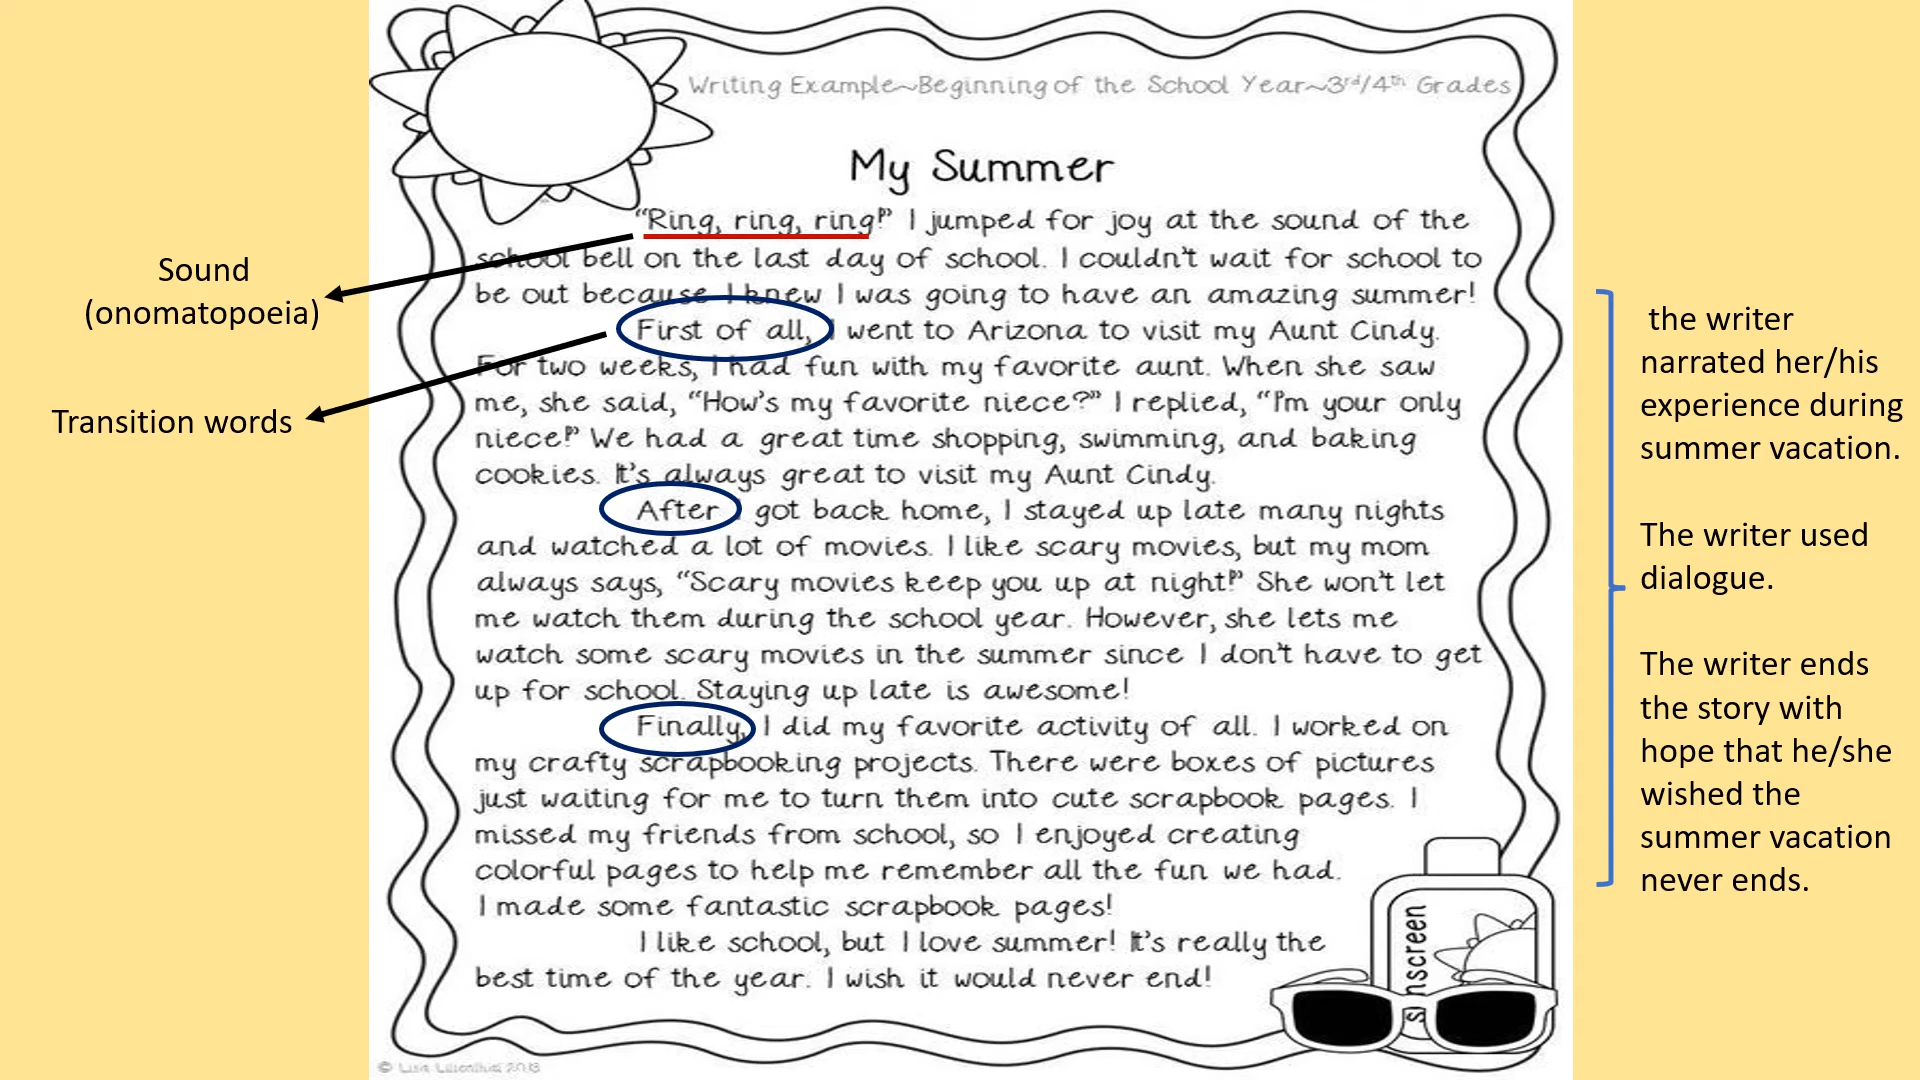 Writing Example~Beginning of the School Year~3rd/4th Grades
My Summer
"Ring, ring, ring!" I jumped for joy at the sound of the
school bell on the last day of school. I couldn't wait for school to
be out because I knew I was going to have an amazing summer!
First of all, I went to Arizona to visit my Aunt Cindy.
For two weeks, I had fun with my favorite aunt. When she saw
me, she said, "How's my favorite niece?" I replied, "I'm your only
niece!" We had a great time shopping, swimming, and baking
cookies. It's always great to visit my Aunt Cindy.
After I got back home, I stayed up late many nights
and watched a lot of movies. I like scary movies, but my mom
always says, "Scary movies keep you up at night!" She won't let
me watch them during the school year. However, she lets me
watch some scary movies in the summer since I don't have to get
up for school. Staying up late is awesome!
Finally, I did my favorite activity of all. I worked on
my crafty scrapbooking projects. There were boxes of pictures
just waiting for me to turn them into cute scrapbook pages. I
missed my friends from school, so I enjoyed creating
colorful pages to help me remember all the fun we had.
I made some fantastic scrapbook pages!
I like school, but I love summer! It's really the
best time of the year. I wish it would never end!
sunscreen
© 2013
Sound
(onomatopoeia)
Transition words
the writer
narrated her/his
experience during
summer vacation.
The writer used
dialogue.
The writer ends
the story with
hope that he/she
wished the
summer vacation
never ends.